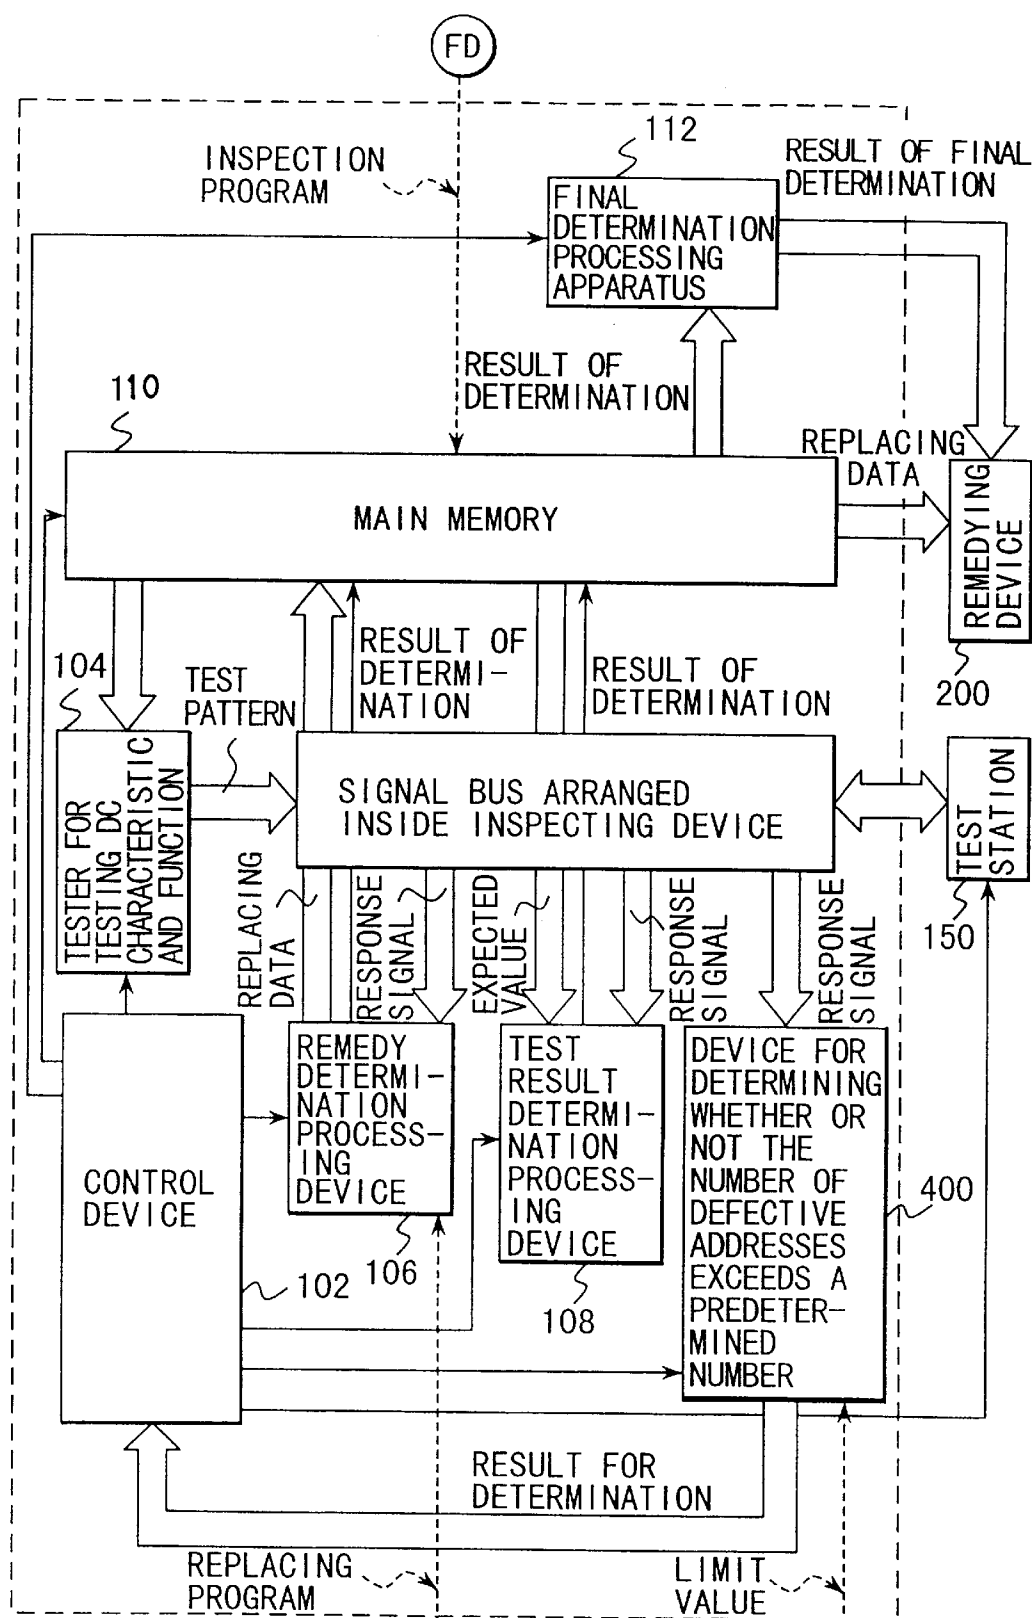 FD
112
INSPECTION
PROGRAM
RESULT OF FINAL
DETERMINATION
FINAL
DETERMINATION
PROCESSING
APPARATUS
RESULT OF
DETERMINATION
110
REPLACING
DATA
MAIN MEMORY
REMEDYING
DEVICE
200
RESULT OF
DETERMI-
NATION
RESULT OF
DETERMINATION
104
TEST
PATTERN
TESTER FOR
TESTING DC
CHARACTERISTIC
AND FUNCTION
SIGNAL BUS ARRANGED
INSIDE INSPECTING DEVICE
TEST
STATION
150
REPLACING
DATA
RESPONSE
SIGNAL
EXPECTED
VALUE
RESPONSE
SIGNAL
RESPONSE
SIGNAL
CONTROL
DEVICE
102
REMEDY
DETERMI-
NATION
PROCESS-
ING
DEVICE
106
TEST
RESULT
DETERMI-
NATION
PROCESS-
ING
DEVICE
108
DEVICE FOR
DETERMINING
WHETHER OR
NOT THE
NUMBER OF
DEFECTIVE
ADDRESSES
EXCEEDS A
PREDETER-
MINED
NUMBER
400
RESULT FOR
DETERMINATION
REPLACING
PROGRAM
LIMIT
VALUE